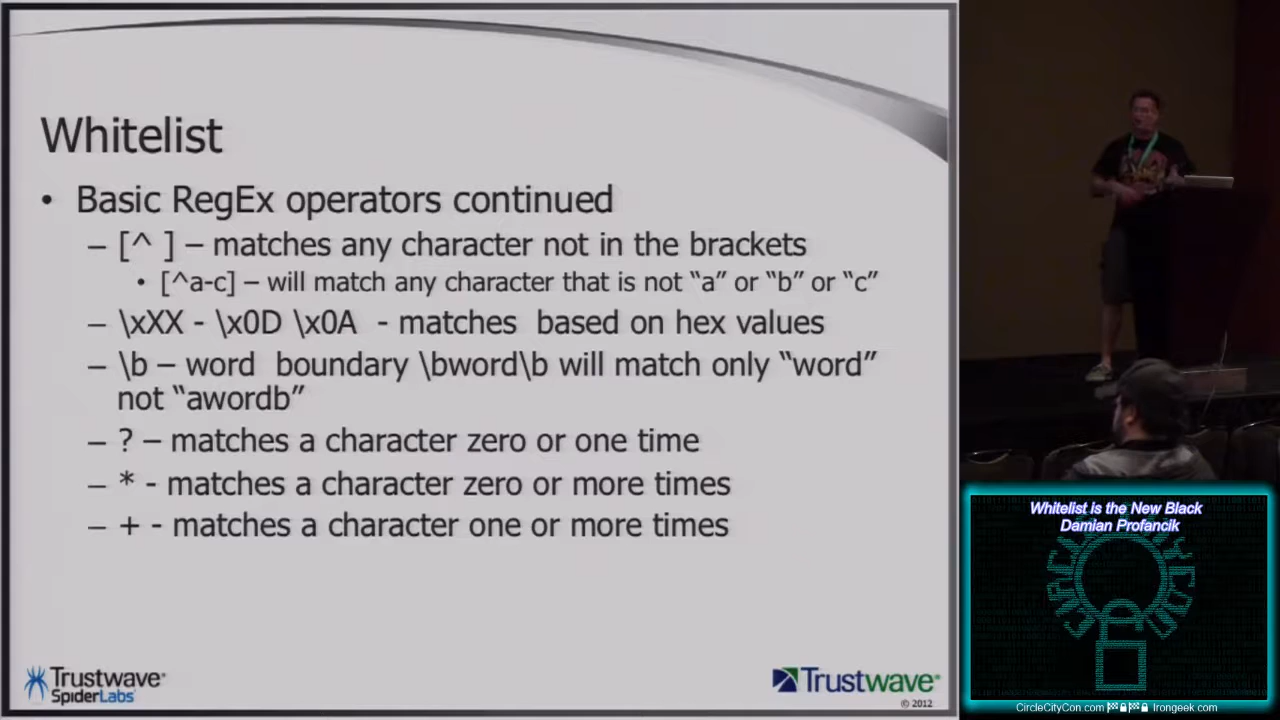 Whitelist
• Basic RegEx operators continued
– [^ ] – matches any character not in the brackets
• [^a-c] – will match any character that is not “a” or “b” or “c”
– \xXX - \x0D \x0A - matches based on hex values
– \b – word boundary \bword\b will match only “word”
not “awordb”
– ? – matches a character zero or one time
– * - matches a character zero or more times
– + - matches a character one or more times
Trustwave®
SpiderLabs®
Trustwave®
© 2012
Whitelist is the New Black
Damian Profancik
CircleCityCon.com Irongeek.com